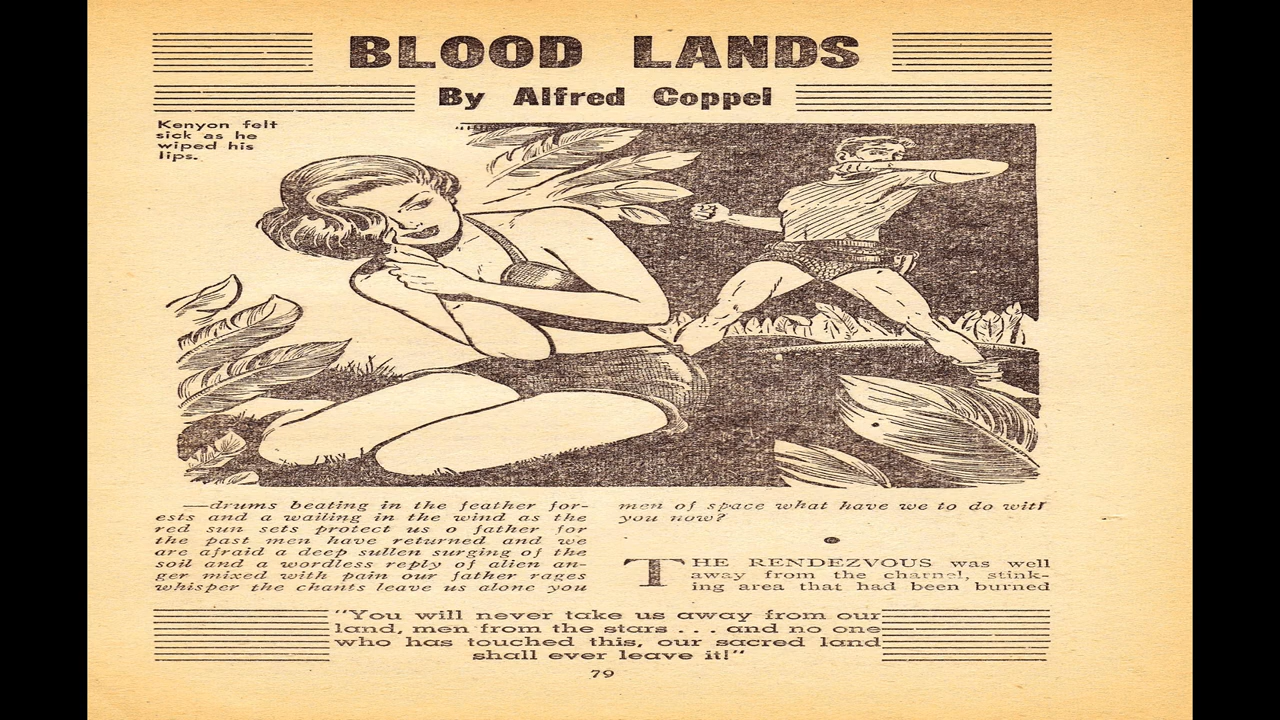 BLOOD LANDS
By Alfred Coppel
Kenyon felt
sick as he
wiped his
lips.
—drums beating in the feather for-
ests and a wailing in the wind as the
red sun sets protect us o father for
the past men have returned and we
are afraid a deep sullen surging of the
soil and a wordless reply of alien an-
ger mixed with pain our father rages
whisper the chants leave us alone you
men of space what have we to do with
you now?
THE RENDEZVOUS was well
away from the charnel, stink-
ing area that had been burned
"You will never take us away from our
land, men from the stars . . . and no one
who has touched this, our sacred land
shall ever leave it!"
79